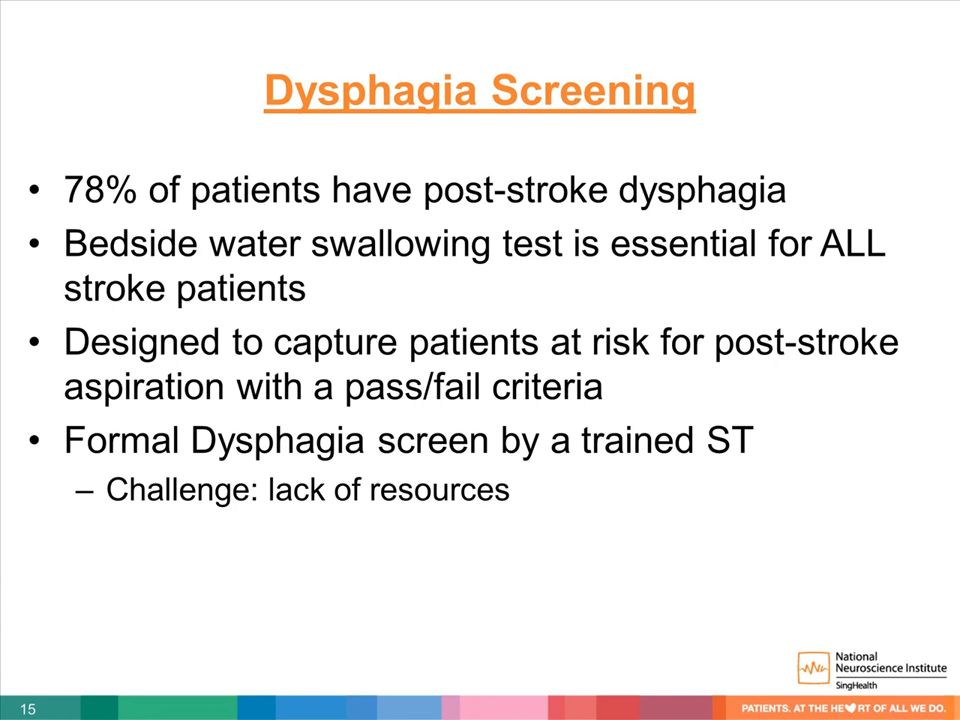 Dysphagia Screening
• 78% of patients have post-stroke dysphagia
• Bedside water swallowing test is essential for ALL
stroke patients
• Designed to capture patients at risk for post-stroke
aspiration with a pass/fail criteria
• Formal Dysphagia screen by a trained ST
– Challenge: lack of resources
National
Neuroscience Institute
SingHealth
15
PATIENTS. AT THE HE♥RT OF ALL WE DO.